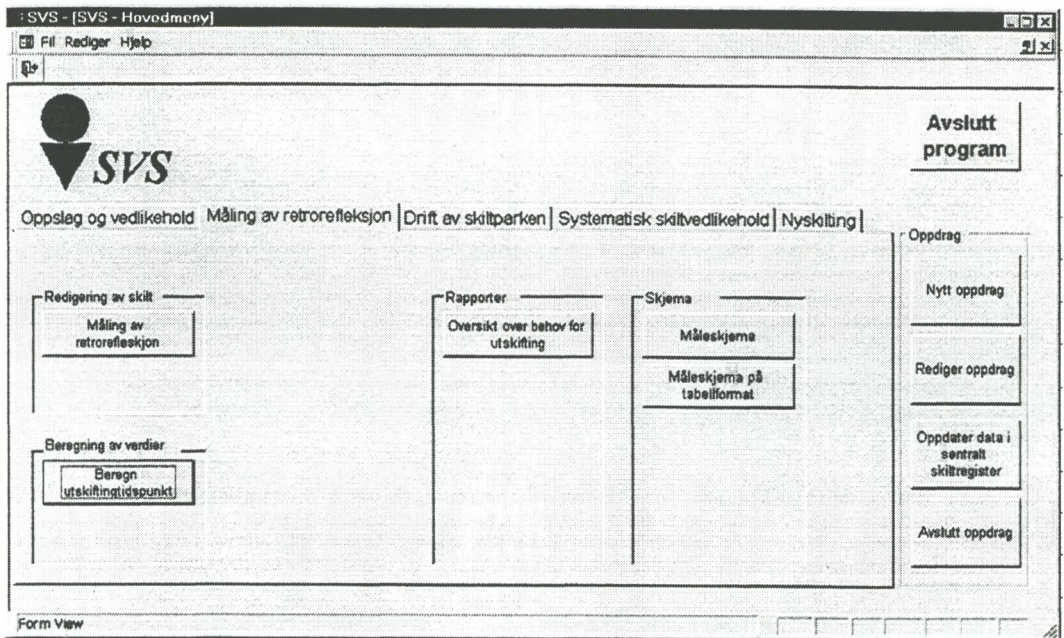 SVS - [SVS - Hovedmeny]
Fil Rediger Hjelp
SVS
Avslutt
program
Oppslag og vedlikehold
Måling av retrorefleksjon
Drift av skiltparken
Systematisk skiltvedlikehold
Nyskilting
Redigering av skilt
Måling av
retrorefleskjon
Beregning av verdier
Beregn
utskiftingtidspunkt
Rapporter
Oversikt over behov for
utskifting
Skjema
Måleskjema
Måleskjema på
tabellformat
Oppdrag
Nytt oppdrag
Rediger oppdrag
Oppdater data i
sentralt
skiltregister
Avslutt oppdrag
Form View